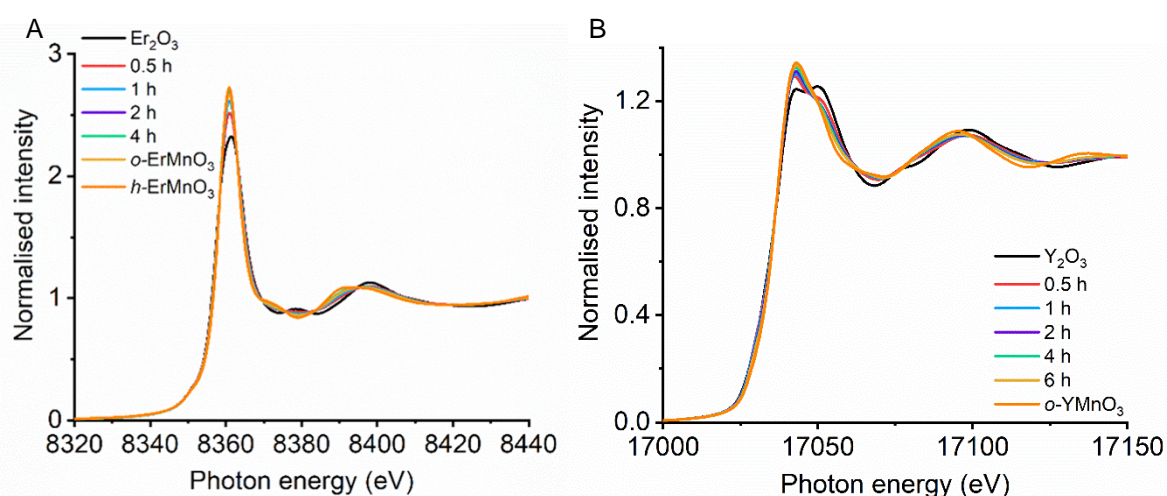 A
Er₂O₃
0.5 h
1 h
2 h
4 h
o-ErMnO₃
h-ErMnO₃
3
2
1
0
Normalised intensity
8320 8340 8360 8380 8400 8420 8440
Photon energy (eV)
B
1.2
0.8
0.4
0.0
Normalised intensity
Y₂O₃
0.5 h
1 h
2 h
4 h
6 h
o-YMnO₃
17000 17050 17100 17150
Photon energy (eV)